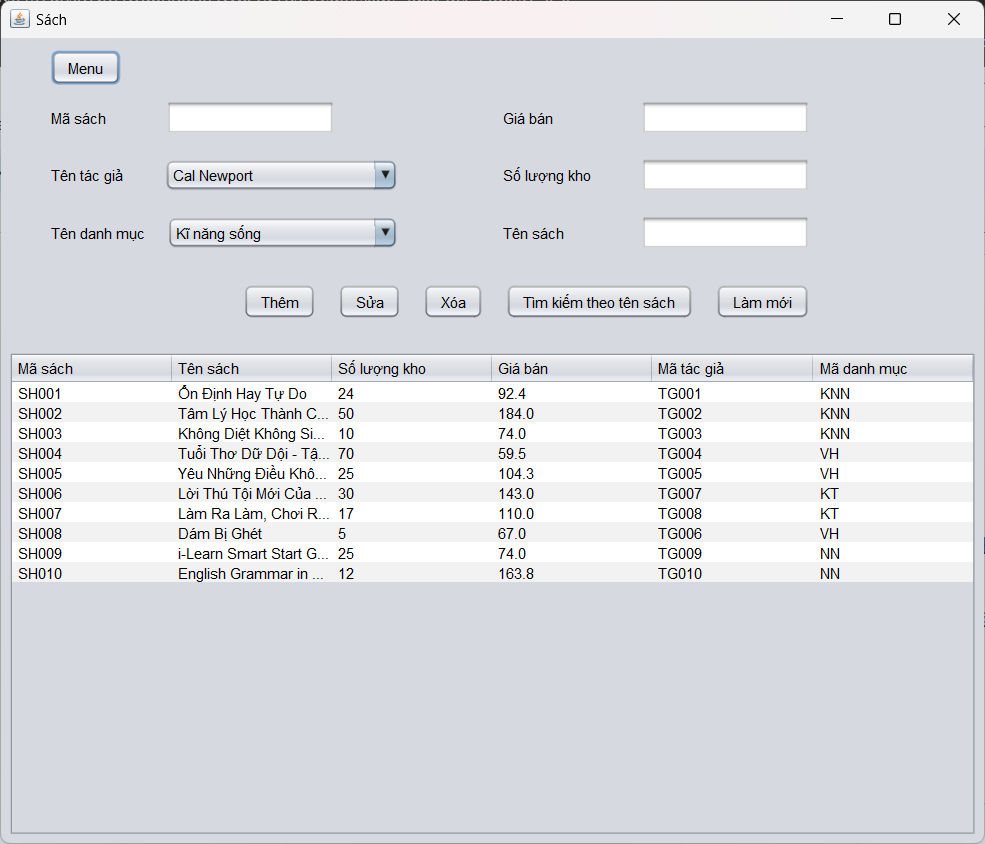 Sách
Menu
Mã sách Giá bán
Tên tác giả Cal Newport Số lượng kho
Tên danh mục Kĩ năng sống Tên sách
Thêm Sửa Xóa Tìm kiếm theo tên sách Làm mới
Mã sách Tên sách Số lượng kho Giá bán Mã tác giả Mã danh mục
SH001 Ổn Định Hay Tự Do 24 92.4 TG001 KNN
SH002 Tâm Lý Học Thành C... 50 184.0 TG002 KNN
SH003 Không Diệt Không Si... 10 74.0 TG003 KNN
SH004 Tuổi Thơ Dữ Dội - Tậ... 70 59.5 TG004 VH
SH005 Yêu Những Điều Khô... 25 104.3 TG005 VH
SH006 Lời Thú Tội Mới Của ... 30 143.0 TG007 KT
SH007 Làm Ra Làm, Chơi R... 17 110.0 TG008 KT
SH008 Dám Bị Ghét 5 67.0 TG006 VH
SH009 i-Learn Smart Start G... 25 74.0 TG009 NN
SH010 English Grammar in ... 12 163.8 TG010 NN